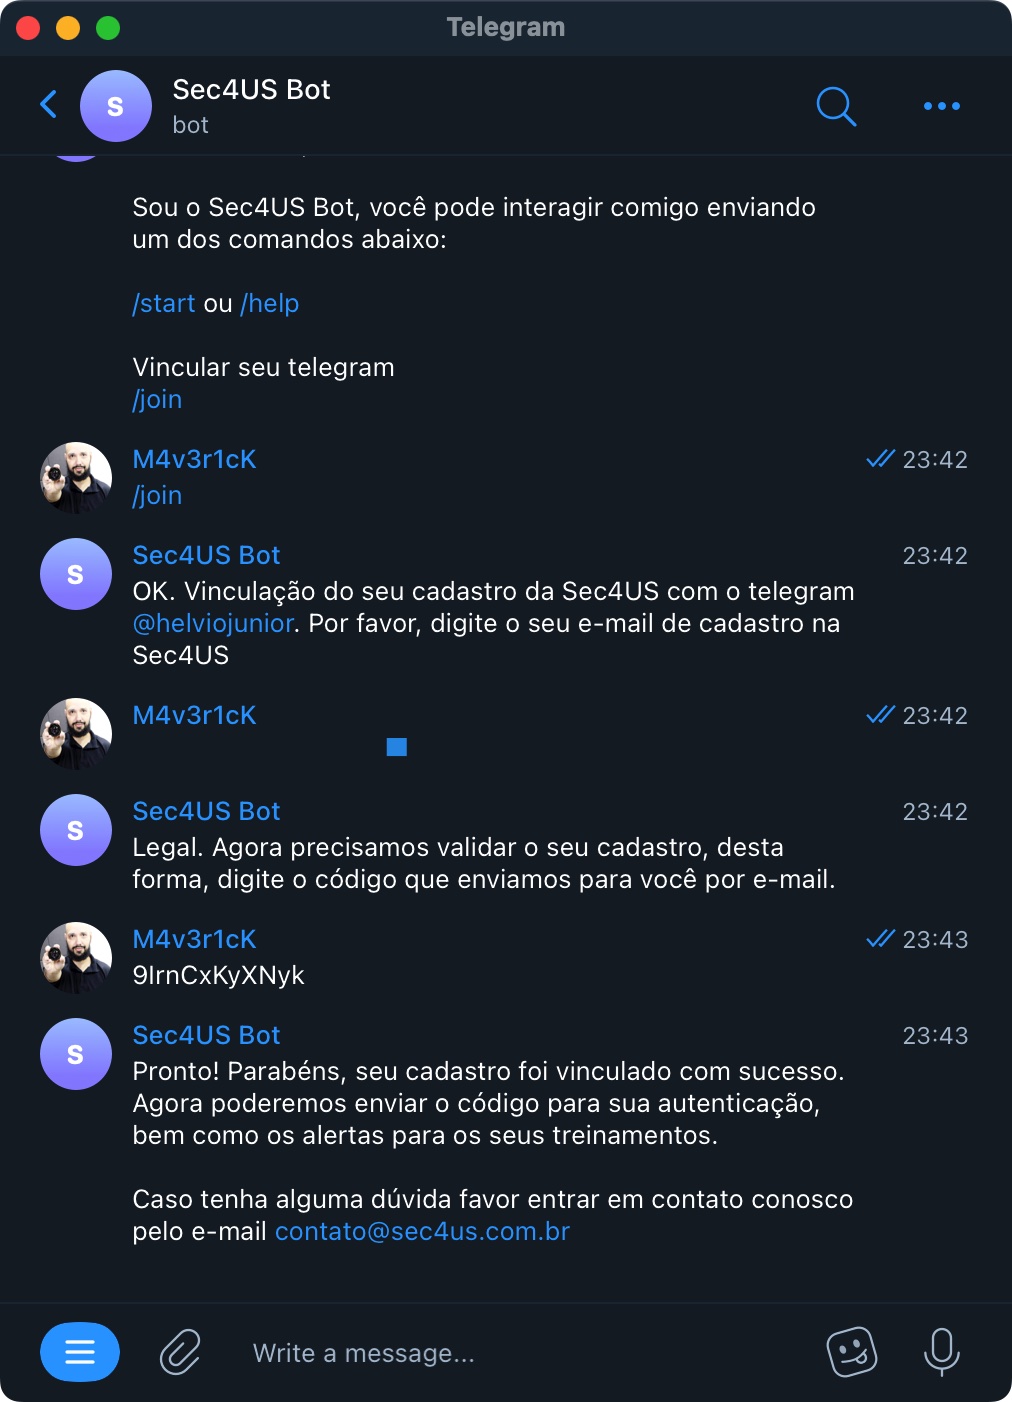 Telegram
Sec4US Bot
S
bot
Sou o Sec4US Bot, você pode interagir comigo enviando
um dos comandos abaixo:
/start ou /help
Vincular seu telegram
/join
M4v3r1cK 23:42
/join
Sec4US Bot 23:42
S
OK. Vinculação do seu cadastro da Sec4US com o telegram
@helviojunior. Por favor, digite o seu e-mail de cadastro na
Sec4US
M4v3r1cK 23:42
Sec4US Bot 23:42
S
Legal. Agora precisamos validar o seu cadastro, desta
forma, digite o código que enviamos para você por e-mail.
M4v3r1cK 23:43
9IrnCxKyXNyk
Sec4US Bot 23:43
S
Pronto! Parabéns, seu cadastro foi vinculado com sucesso.
Agora poderemos enviar o código para sua autenticação,
bem como os alertas para os seus treinamentos.
Caso tenha alguma dúvida favor entrar em contato conosco
pelo e-mail contato@sec4us.com.br
Write a message...